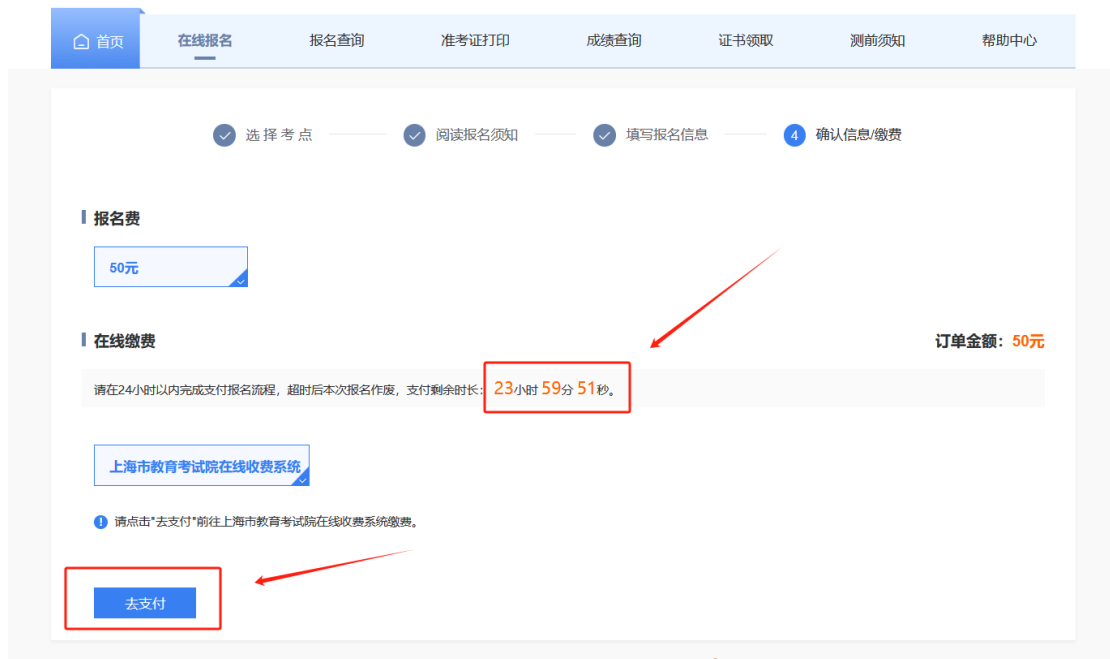 首页 在线报名 报名查询 准考证打印 成绩查询 证书领取 测前须知 帮助中心
选择考点 阅读报名须知 填写报名信息 4 确认信息/缴费
报名费
50元
在线缴费 订单金额：50元
请在24小时以内完成支付报名流程，超时后本次报名作废，支付剩余时长：23小时59分51秒。
上海市教育考试院在线收费系统
请点击"去支付"前往上海市教育考试院在线收费系统缴费。
去支付